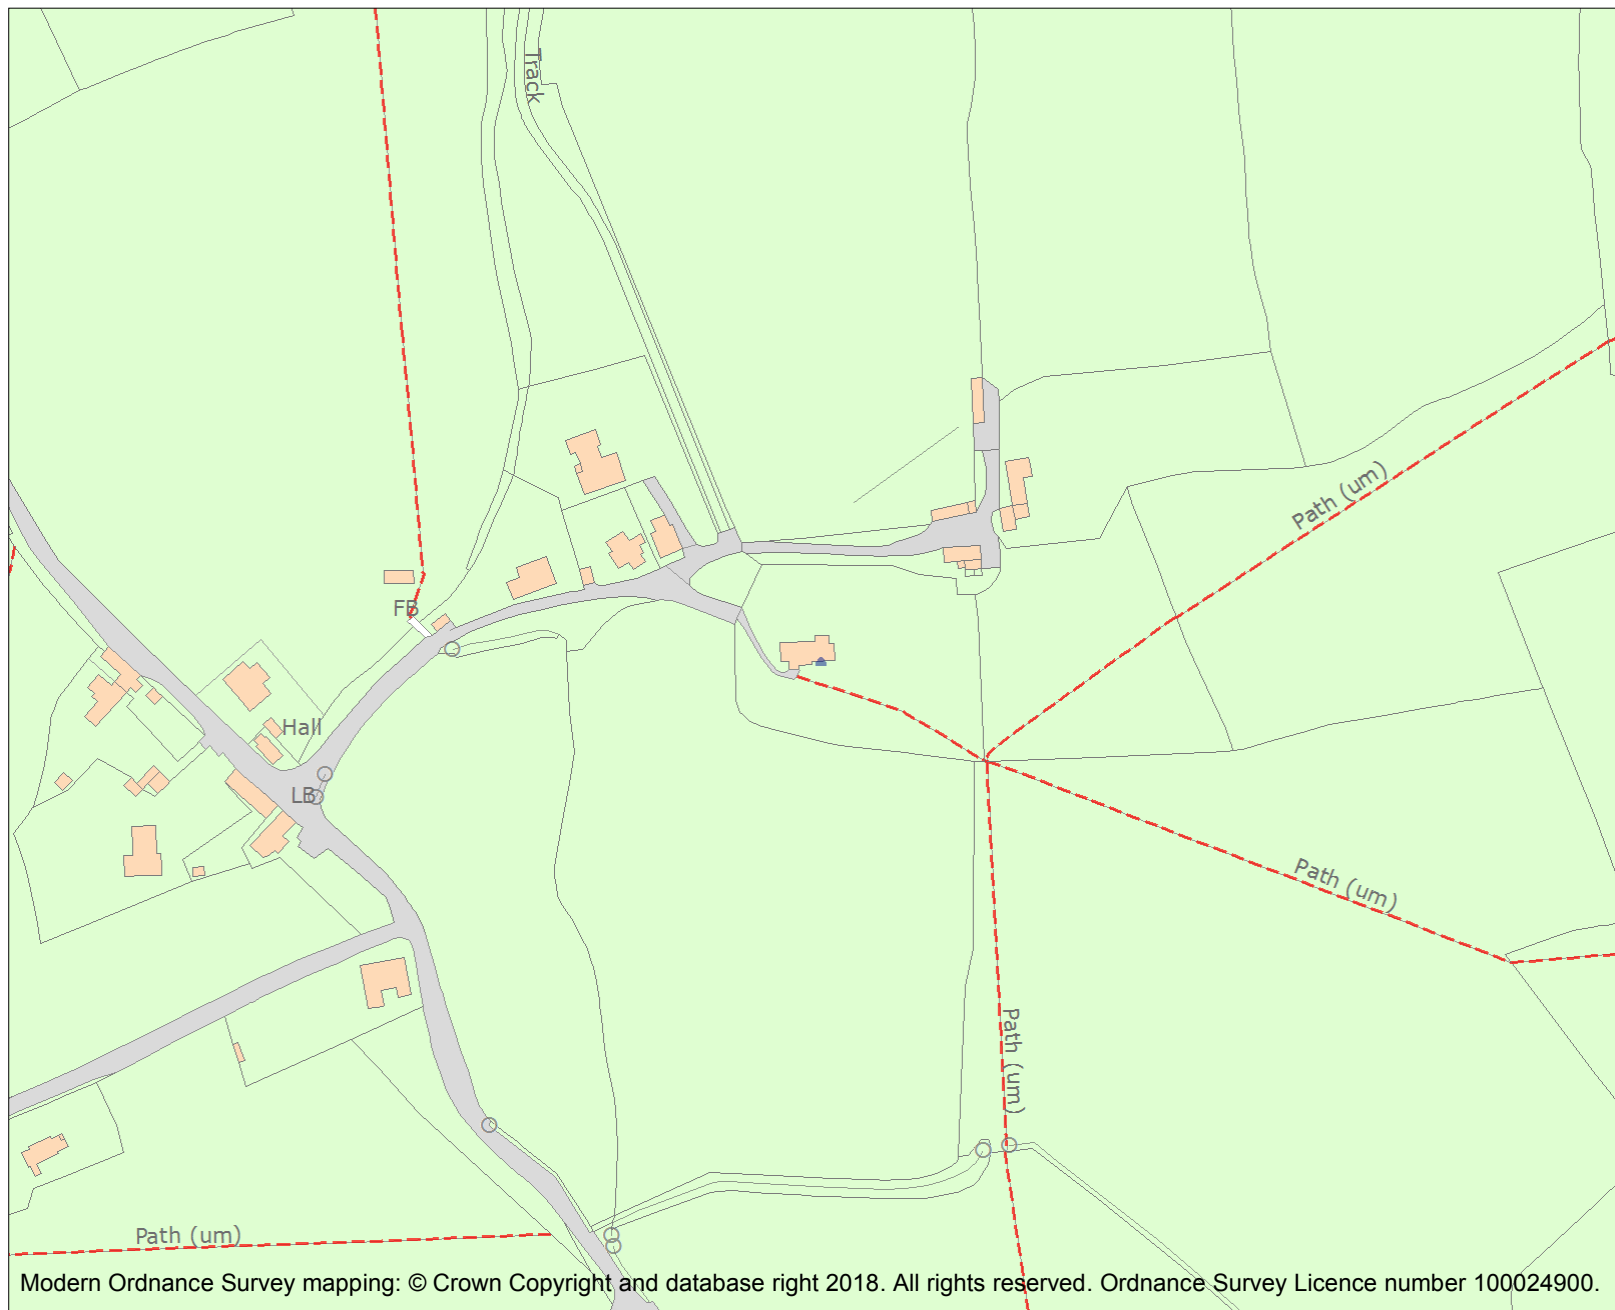 Track
Path (um)
FB
Hall
LB
Path (um)
Path (um)
Path (um)
Modern Ordnance Survey mapping: © Crown Copyright and database right 2018. All rights reserved. Ordnance Survey Licence number 100024900.